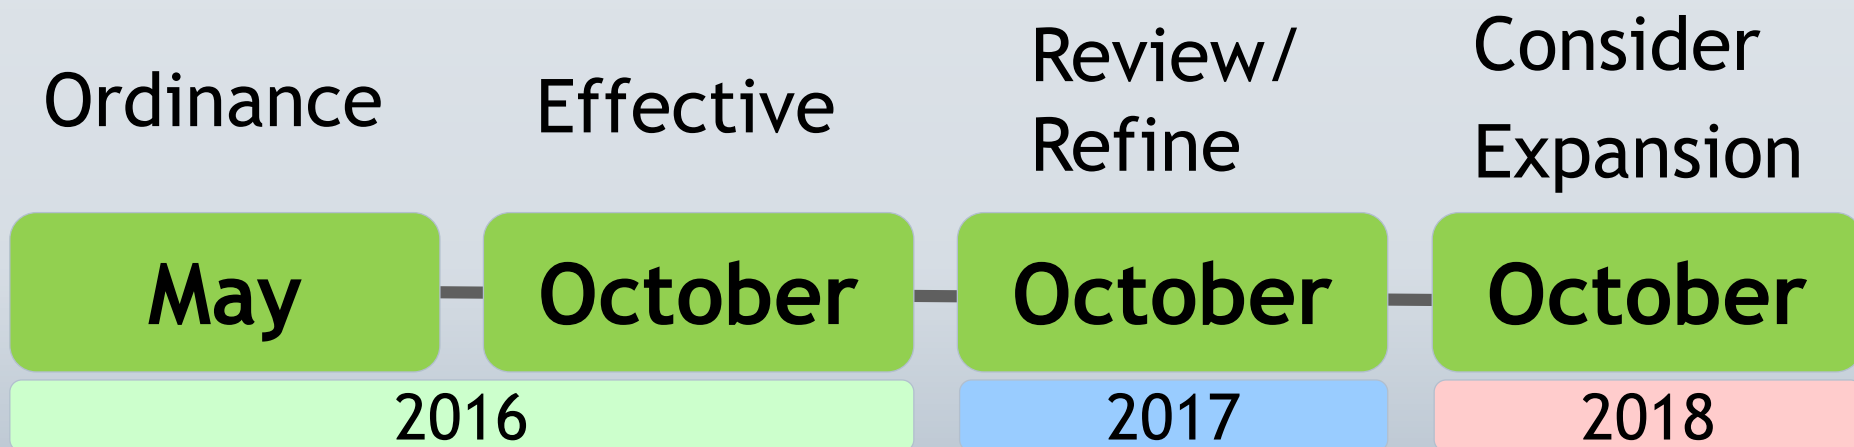 Ordinance
Effective
Review/
Refine
Consider
Expansion
May
October
October
October
2016
2017
2018